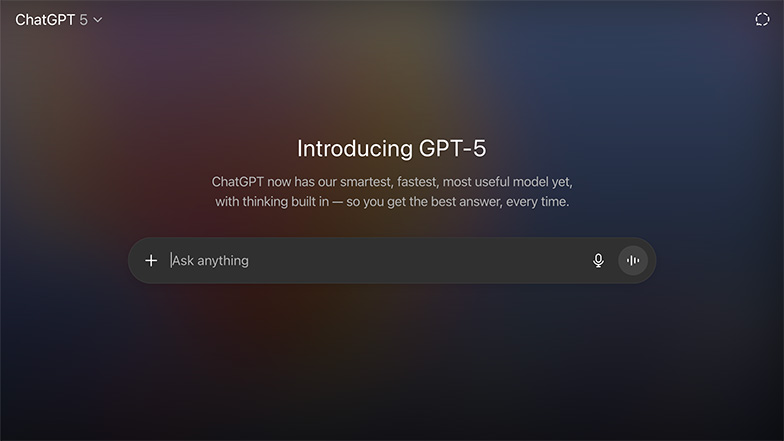 ChatGPT 5
Introducing GPT-5
ChatGPT now has our smartest, fastest, most useful model yet,
with thinking built in — so you get the best answer, every time.
Ask anything